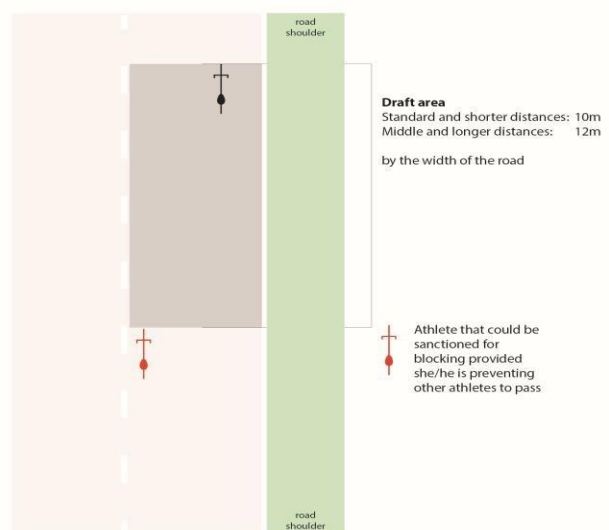 road
shoulder
Draft area
Standard and shorter distances: 10m
Middle and longer distances: 12m
by the width of the road
Athlete that could be
sanctioned for
blocking provided
she/he is preventing
other athletes to pass
road
shoulder